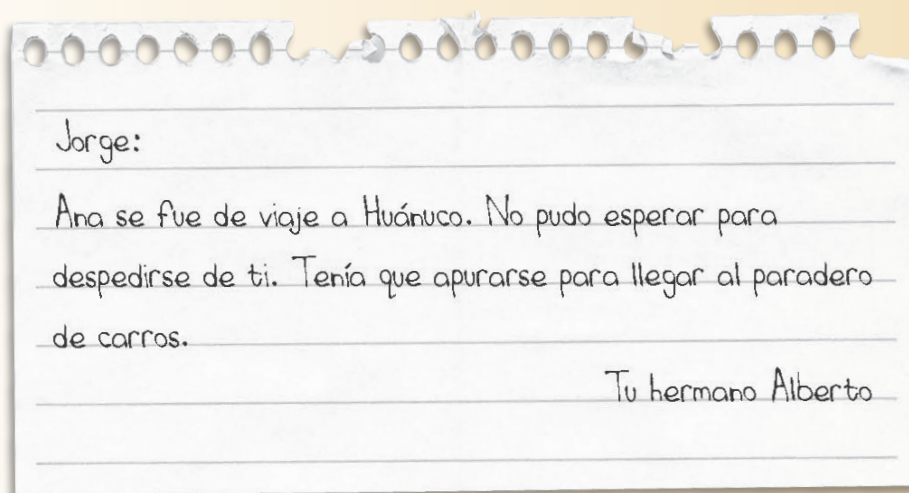 Jorge:
Ana se fue de viaje a Huánuco. No pudo esperar para
despedirse de ti. Tenía que apurarse para llegar al paradero
de carros.
Tu hermano Alberto